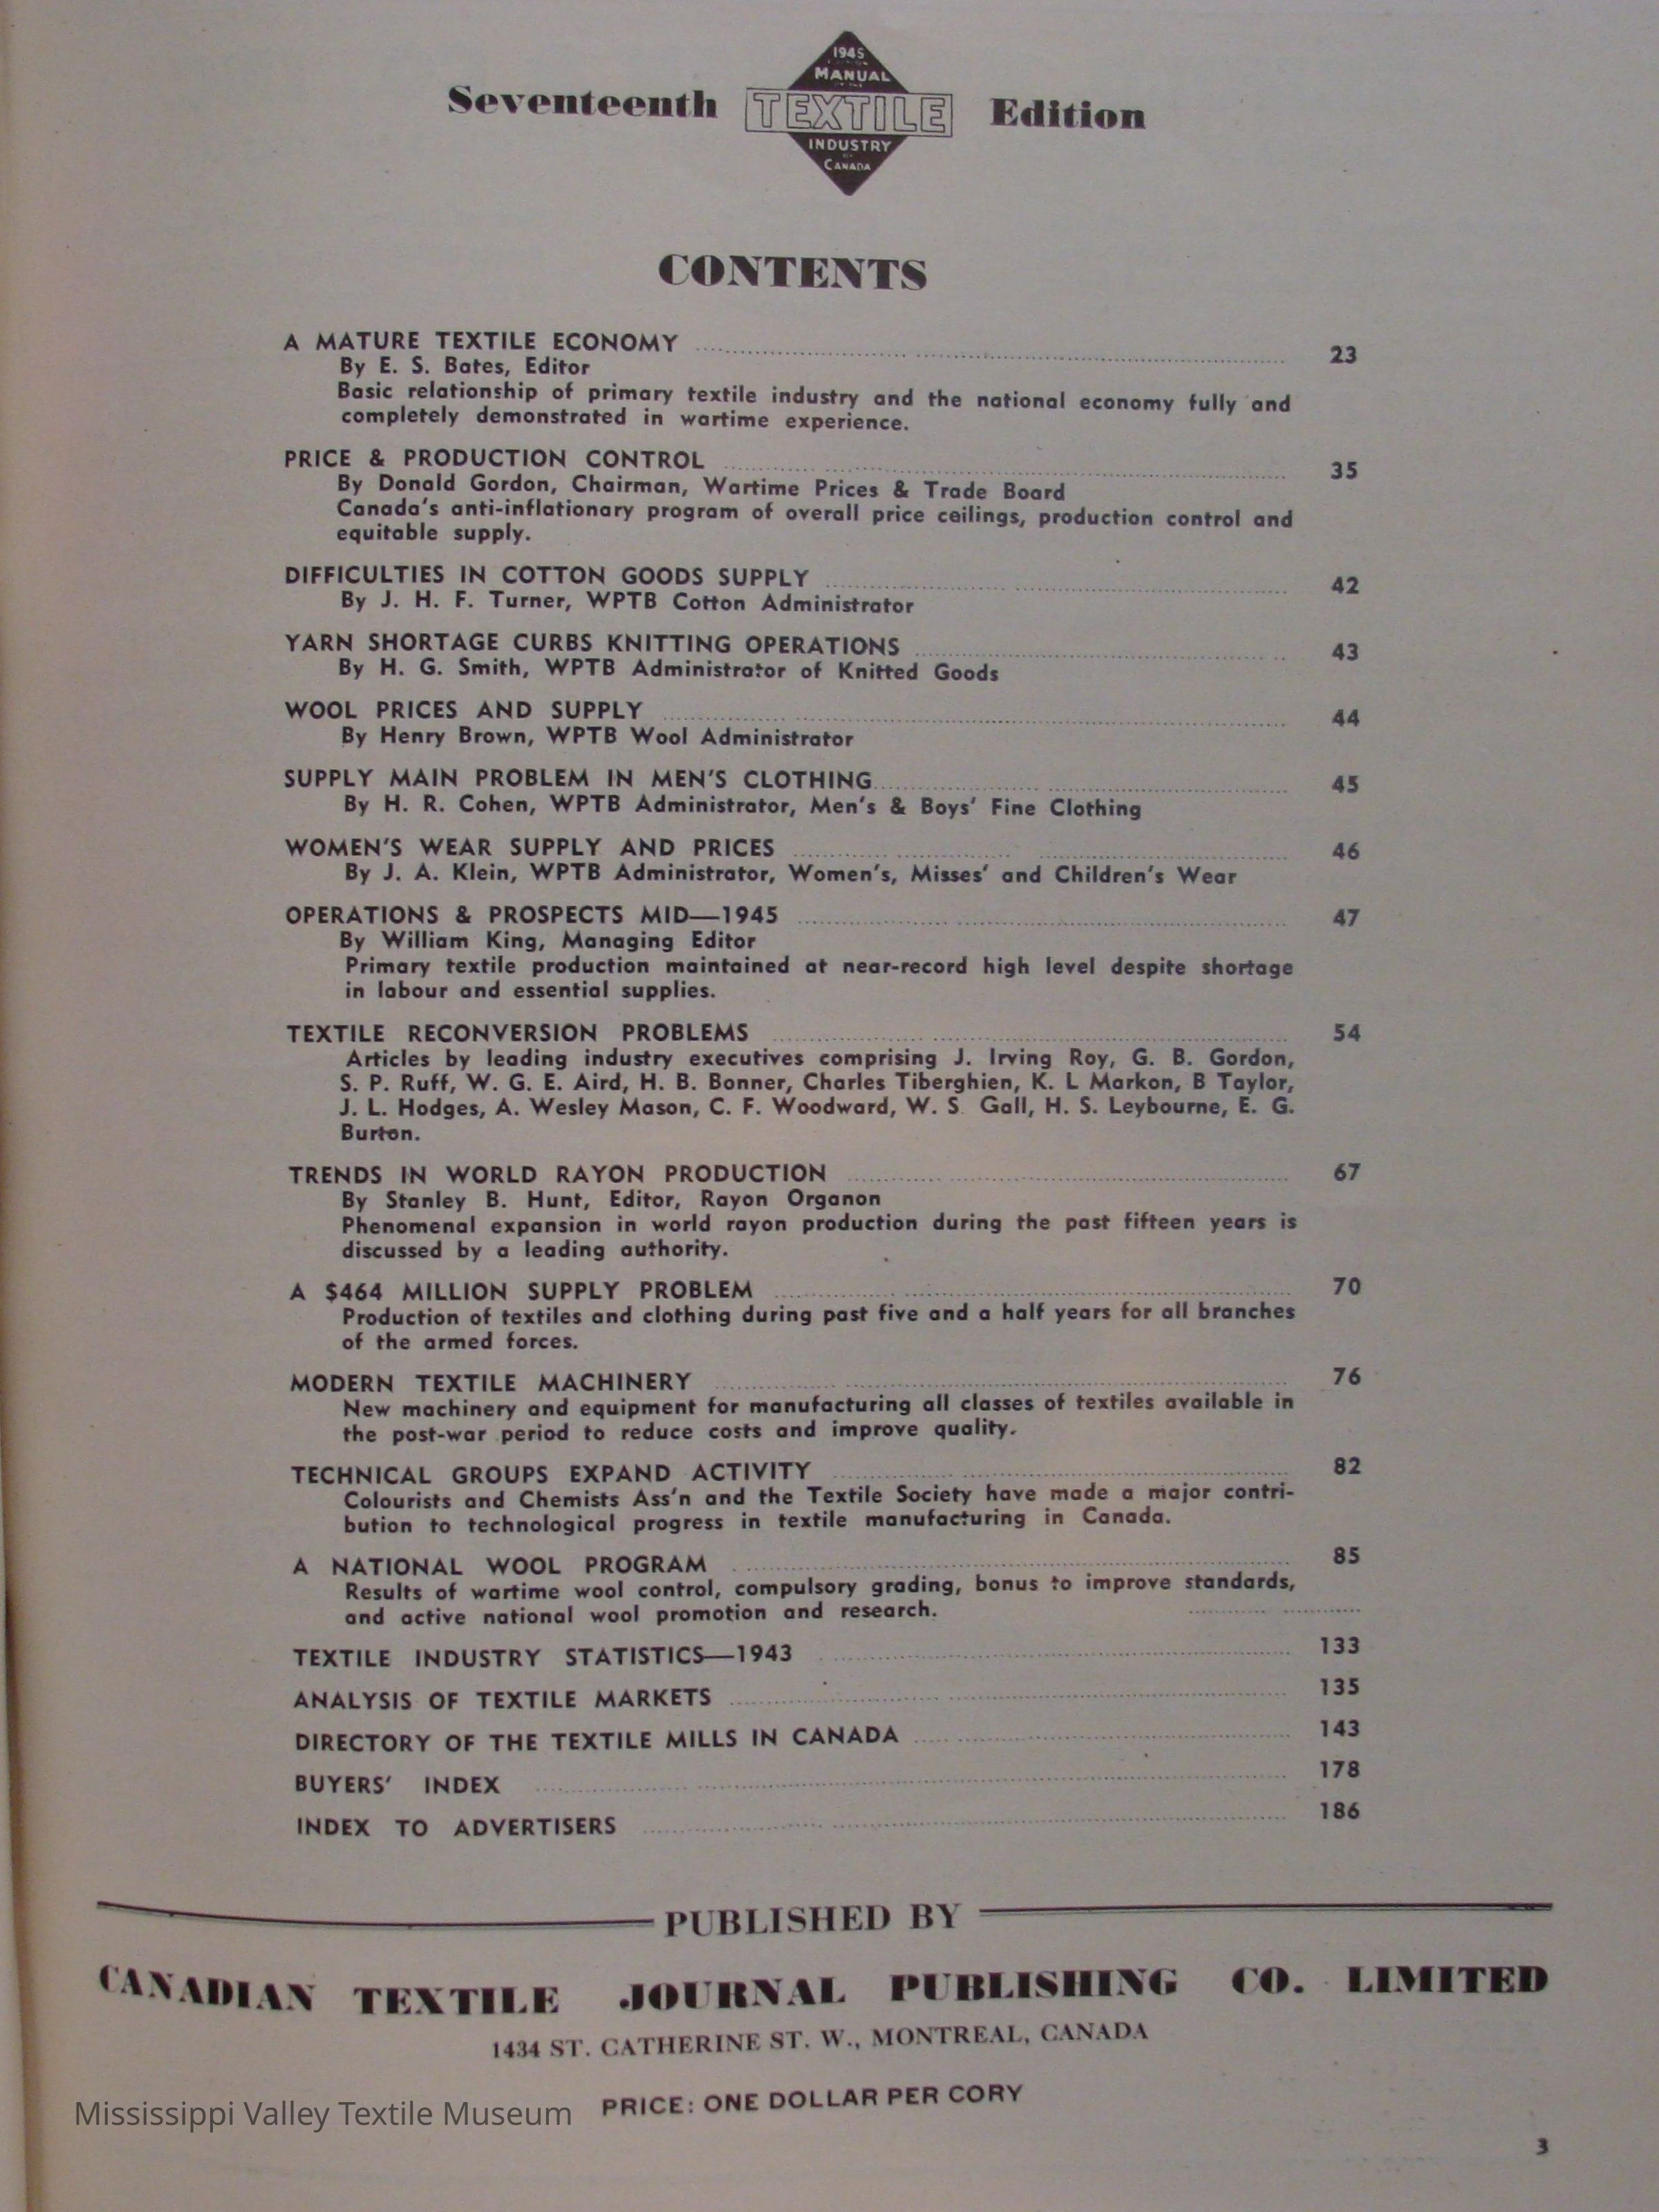 Seventeenth
1945
MANUAL
TEXTILE
INDUSTRY
CANADA
Edition
CONTENTS
A MATURE TEXTILE ECONOMY 23
By E. S. Bates, Editor
Basic relationship of primary textile industry and the national economy fully and
completely demonstrated in wartime experience.
PRICE & PRODUCTION CONTROL 35
By Donald Gordon, Chairman, Wartime Prices & Trade Board
Canada's anti-inflationary program of overall price ceilings, production control and
equitable supply.
DIFFICULTIES IN COTTON GOODS SUPPLY 42
By J. H. F. Turner, WPTB Cotton Administrator
YARN SHORTAGE CURBS KNITTING OPERATIONS 43
By H. G. Smith, WPTB Administrator of Knitted Goods
WOOL PRICES AND SUPPLY 44
By Henry Brown, WPTB Wool Administrator
SUPPLY MAIN PROBLEM IN MEN'S CLOTHING 45
By H. R. Cohen, WPTB Administrator, Men's & Boys' Fine Clothing
WOMEN'S WEAR SUPPLY AND PRICES 46
By J. A. Klein, WPTB Administrator, Women's, Misses' and Children's Wear
OPERATIONS & PROSPECTS MID—1945 47
By William King, Managing Editor
Primary textile production maintained at near-record high level despite shortage
in labour and essential supplies.
TEXTILE RECONVERSION PROBLEMS 54
Articles by leading industry executives comprising J. Irving Roy, G. B. Gordon,
S. P. Ruff, W. G. E. Aird, H. B. Bonner, Charles Tiberghien, K. L Markon, B Taylor,
J. L. Hodges, A. Wesley Mason, C. F. Woodward, W. S. Gall, H. S. Leybourne, E. G.
Burton.
TRENDS IN WORLD RAYON PRODUCTION 67
By Stanley B. Hunt, Editor, Rayon Organon
Phenomenal expansion in world rayon production during the past fifteen years is
discussed by a leading authority.
A $464 MILLION SUPPLY PROBLEM 70
Production of textiles and clothing during past five and a half years for all branches
of the armed forces.
MODERN TEXTILE MACHINERY 76
New machinery and equipment for manufacturing all classes of textiles available in
the post-war period to reduce costs and improve quality.
TECHNICAL GROUPS EXPAND ACTIVITY 82
Colourists and Chemists Ass'n and the Textile Society have made a major contri-
bution to technological progress in textile manufacturing in Canada.
A NATIONAL WOOL PROGRAM 85
Results of wartime wool control, compulsory grading, bonus to improve standards,
and active national wool promotion and research.
TEXTILE INDUSTRY STATISTICS—1943 133
ANALYSIS OF TEXTILE MARKETS 135
DIRECTORY OF THE TEXTILE MILLS IN CANADA 143
BUYERS' INDEX 178
INDEX TO ADVERTISERS 186
PUBLISHED BY
CANADIAN TEXTILE JOURNAL PUBLISHING CO. LIMITED
1434 ST. CATHERINE ST. W., MONTREAL, CANADA
PRICE: ONE DOLLAR PER CORY
Mississippi Valley Textile Museum
3